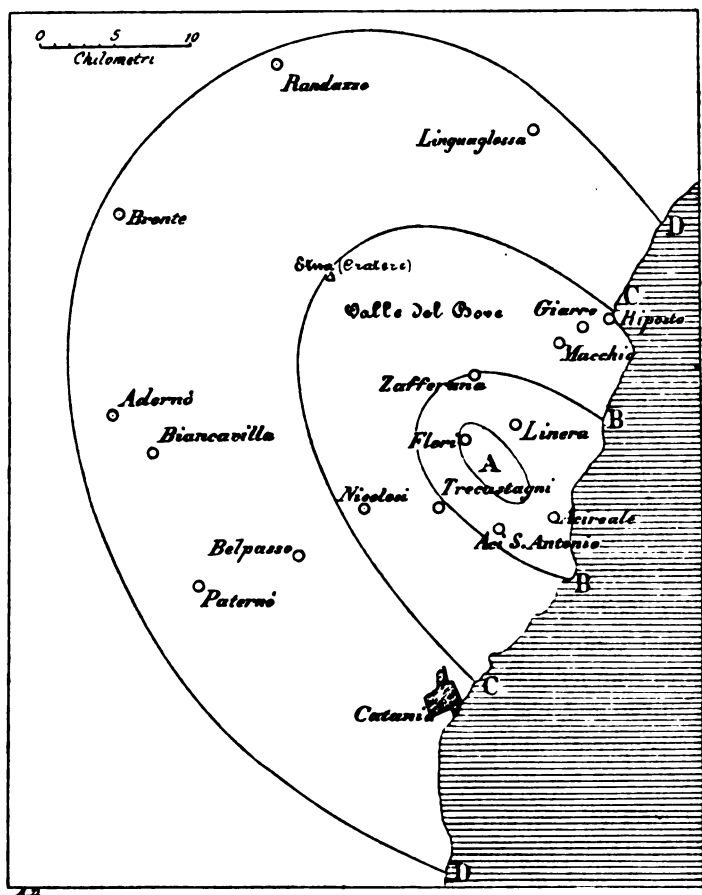 0 5 10
Chilometri
Randazzo
Linguaglossa
Bronte
D
Etna (Cratere)
C
Valle del Bove
Giarre
Riposto
Macchia
Zafferana
Adernò
B
Linera
Biancavilla
Fleri
A
Trecastagni
Nicolosi
Acireale
Aci S. Antonio
Belpasso
B
Paternò
C
Catania
D